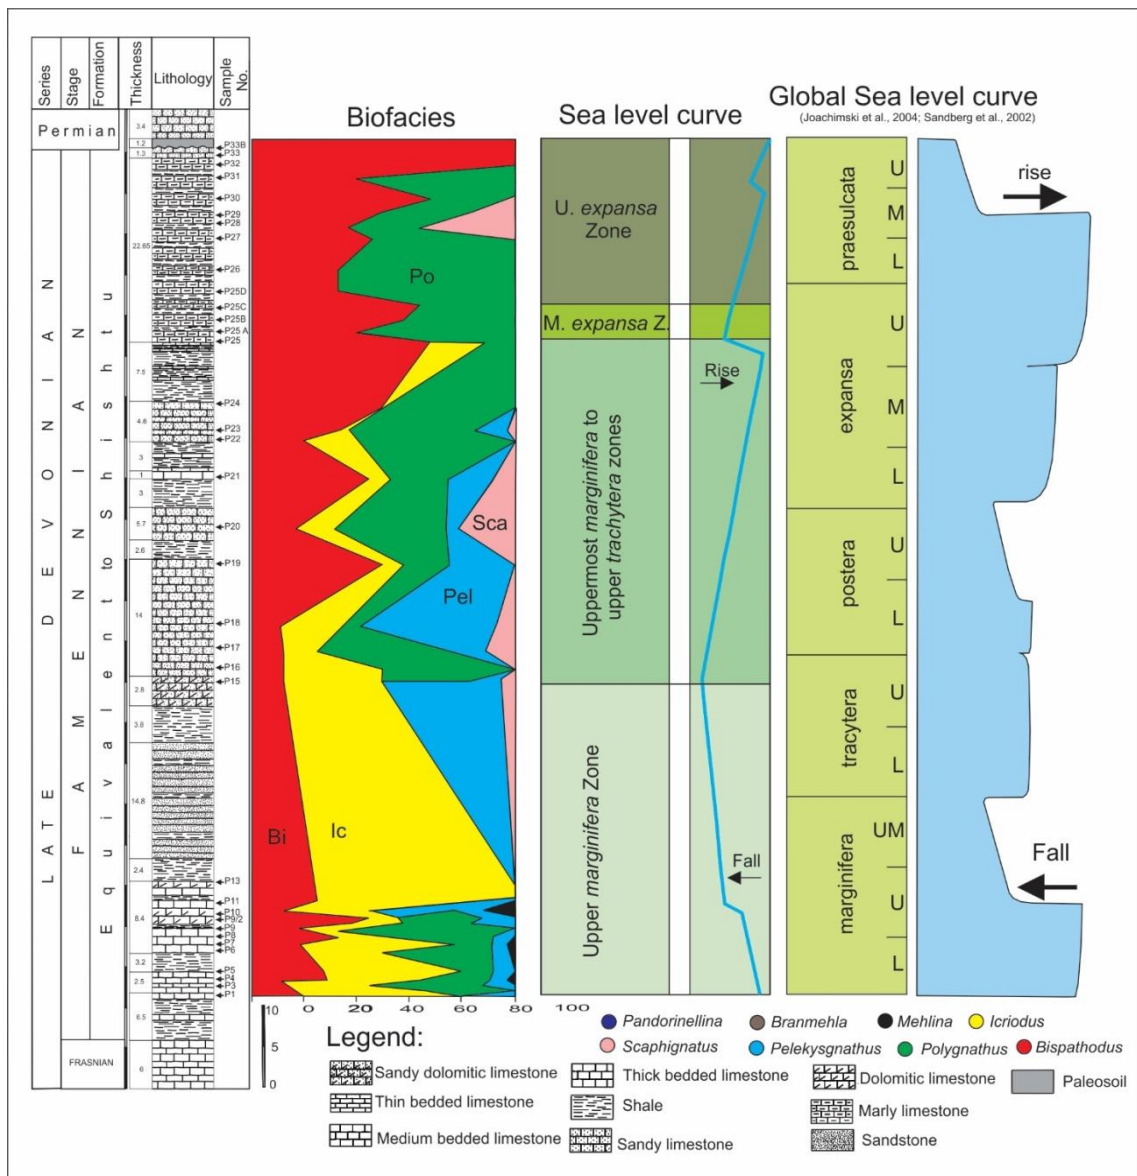 Series
Stage
Formation
Thickness
Lithology
Sample No.
Permian
LATE DEVONIAN
FAMENNIAN
Equivalent to Shishtu
FRASNIAN
3.4
1.2
1.3
22.65
7.5
4.6
3
1
3
5.7
2.6
14
2.8
3.8
14.8
2.4
8.4
3.2
2.5
6.5
6
P33B
P33
P32
P31
P30
P29
P28
P27
P26
P25D
P25C
P25B
P25 A
P25
P24
P23
P22
P21
P20
P19
P18
P17
P16
P15
P13
P11
P10
P9/2
P9
P8
P7
P6
P5
P4
P3
P1
Biofacies
Po
Sca
Pel
Bi
Ic
0 20 40 60 80 100
10
5
0
Sea level curve
U. expansa
Zone
M. expansa Z.
Uppermost marginifera to
upper trachytera zones
Upper marginifera Zone
Rise
Fall
Global Sea level curve
(Joachimski et al., 2004; Sandberg et al., 2002)
praesulcata
U
M
L
expansa
U
M
L
postera
U
L
tracytera
U
L
marginifera
UM
U
L
rise
Fall
Pandorinellina
Branmehla
Mehlina
Icriodus
Scaphignatus
Pelekysgnathus
Polygnathus
Bispathodus
Legend:
Sandy dolomitic limestone
Thick bedded limestone
Dolomitic limestone
Paleosoil
Thin bedded limestone
Shale
Marly limestone
Medium bedded limestone
Sandy limestone
Sandstone